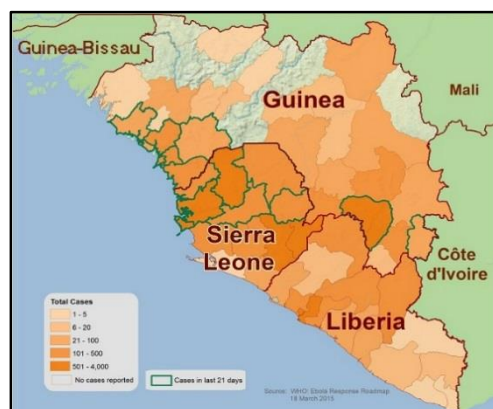 Guinea-Bissau
Guinea
Mali
Sierra
Leone
Côte
d'Ivoire
Liberia
Total Cases
1 - 5
6 - 20
21 - 100
101 - 500
501 - 4,000
No cases reported
Cases in last 21 days
Source: WHO: Ebola Response Roadmap
18 March 2015